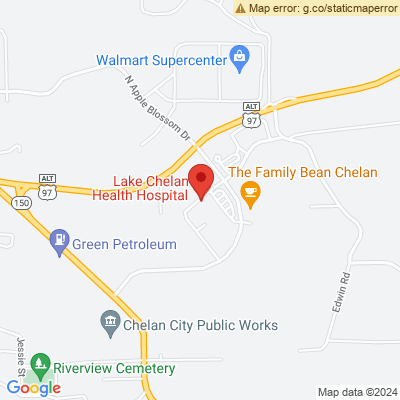 Map error: g.co/staticmaperror
Walmart Supercenter
N Apple Blossom Dr
ALT
97
Lake Chelan
Health Hospital
The Family Bean Chelan
ALT
97
150
Green Petroleum
Edwin Rd
Chelan City Public Works
Jessie St
Riverview Cemetery
Google
Map data ©2024